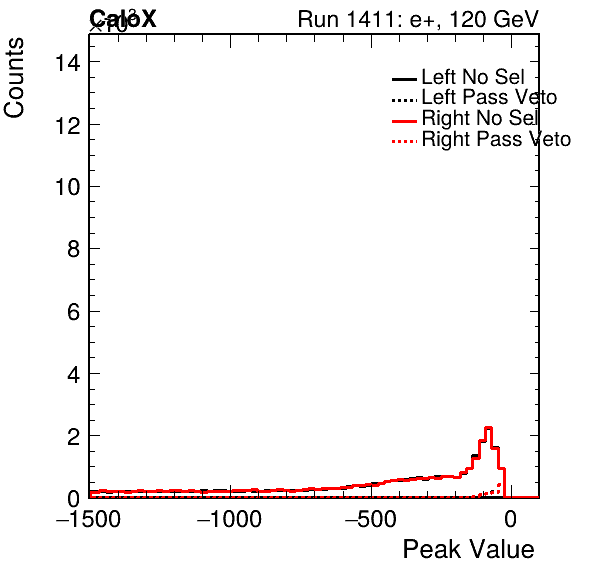 CaloX
×10³
Run 1411: e+, 120 GeV
Counts
14
12
10
8
6
4
2
0
Left No Sel
Left Pass Veto
Right No Sel
Right Pass Veto
−1500
−1000
−500
0
Peak Value